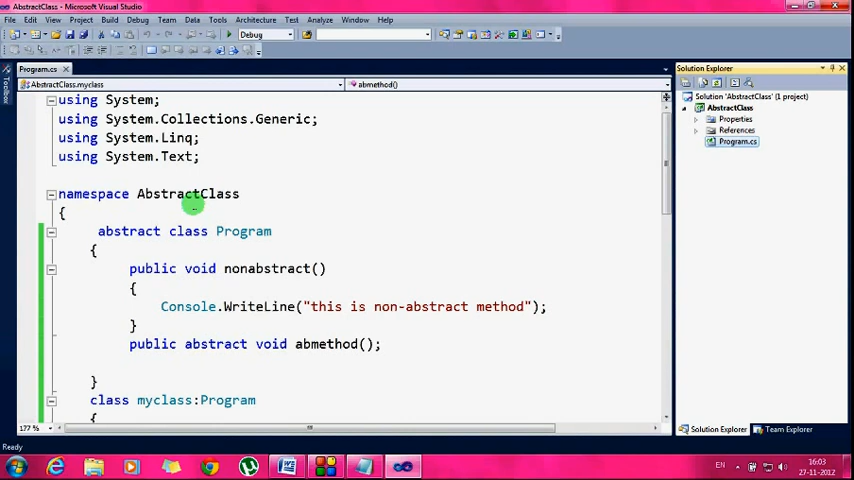 AbstractClass - Microsoft Visual Studio
File Edit View Project Build Debug Team Data Tools Architecture Test Analyze Window Help
Debug
Program.cs
AbstractClass.myclass
abmethod()
Toolbox
using System;
using System.Collections.Generic;
using System.Linq;
using System.Text;
namespace AbstractClass
{
abstract class Program
{
public void nonabstract()
{
Console.WriteLine("this is non-abstract method");
}
public abstract void abmethod();
}
class myclass:Program
{
177 %
Solution Explorer
Solution 'AbstractClass' (1 project)
AbstractClass
Properties
References
Program.cs
Solution Explorer
Team Explorer
Ready
EN
16:03
27-11-2012